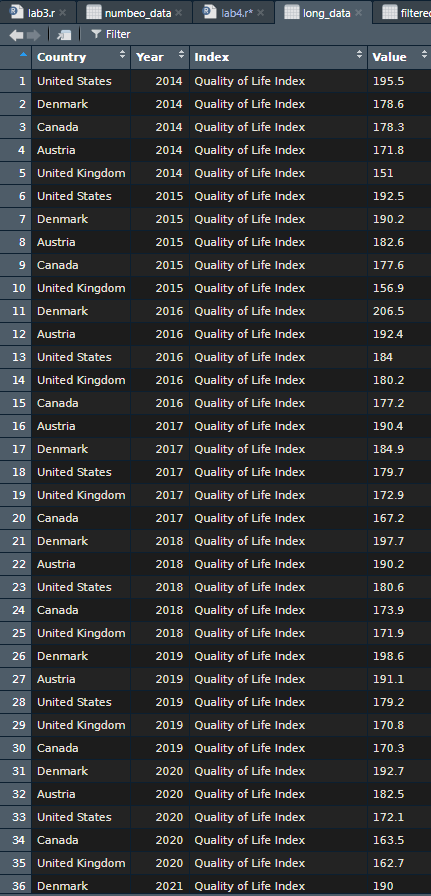 lab3.r numbeo_data lab4.r* long_data filtere
Filter
Country Year Index Value
1 United States 2014 Quality of Life Index 195.5
2 Denmark 2014 Quality of Life Index 178.6
3 Canada 2014 Quality of Life Index 178.3
4 Austria 2014 Quality of Life Index 171.8
5 United Kingdom 2014 Quality of Life Index 151
6 United States 2015 Quality of Life Index 192.5
7 Denmark 2015 Quality of Life Index 190.2
8 Austria 2015 Quality of Life Index 182.6
9 Canada 2015 Quality of Life Index 177.6
10 United Kingdom 2015 Quality of Life Index 156.9
11 Denmark 2016 Quality of Life Index 206.5
12 Austria 2016 Quality of Life Index 192.4
13 United States 2016 Quality of Life Index 184
14 United Kingdom 2016 Quality of Life Index 180.2
15 Canada 2016 Quality of Life Index 177.2
16 Austria 2017 Quality of Life Index 190.4
17 Denmark 2017 Quality of Life Index 184.9
18 United States 2017 Quality of Life Index 179.7
19 United Kingdom 2017 Quality of Life Index 172.9
20 Canada 2017 Quality of Life Index 167.2
21 Denmark 2018 Quality of Life Index 197.7
22 Austria 2018 Quality of Life Index 190.2
23 United States 2018 Quality of Life Index 180.6
24 Canada 2018 Quality of Life Index 173.9
25 United Kingdom 2018 Quality of Life Index 171.9
26 Denmark 2019 Quality of Life Index 198.6
27 Austria 2019 Quality of Life Index 191.1
28 United States 2019 Quality of Life Index 179.2
29 United Kingdom 2019 Quality of Life Index 170.8
30 Canada 2019 Quality of Life Index 170.3
31 Denmark 2020 Quality of Life Index 192.7
32 Austria 2020 Quality of Life Index 182.5
33 United States 2020 Quality of Life Index 172.1
34 Canada 2020 Quality of Life Index 163.5
35 United Kingdom 2020 Quality of Life Index 162.7
36 Denmark 2021 Quality of Life Index 190